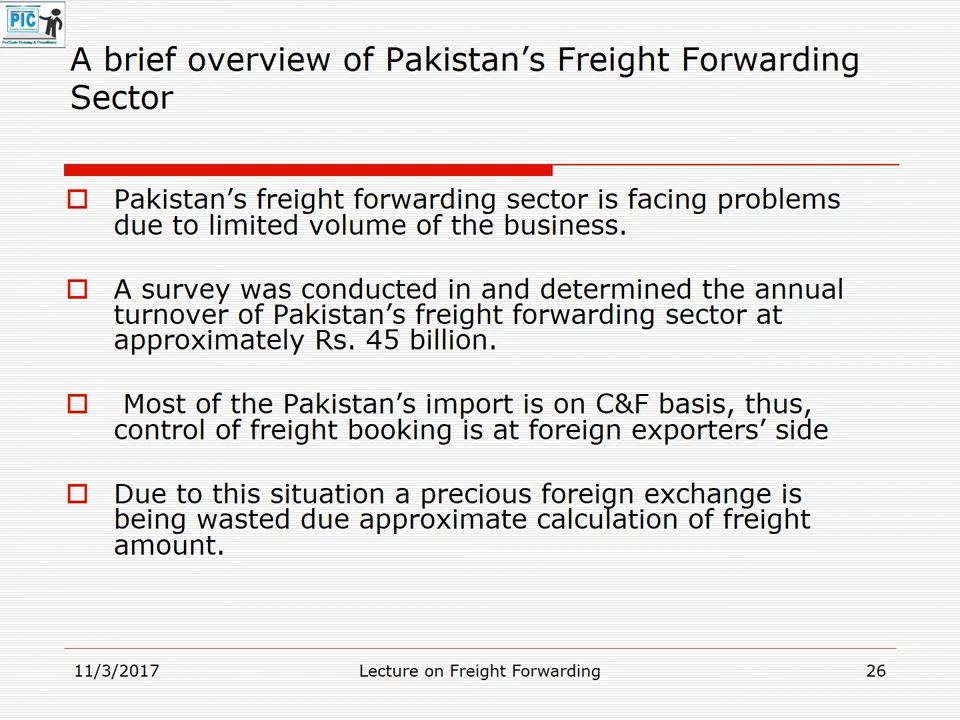 PIC
A brief overview of Pakistan’s Freight Forwarding
Sector
Pakistan’s freight forwarding sector is facing problems
due to limited volume of the business.
A survey was conducted in and determined the annual
turnover of Pakistan’s freight forwarding sector at
approximately Rs. 45 billion.
Most of the Pakistan’s import is on C&F basis, thus,
control of freight booking is at foreign exporters’ side
Due to this situation a precious foreign exchange is
being wasted due approximate calculation of freight
amount.
11/3/2017
Lecture on Freight Forwarding
26